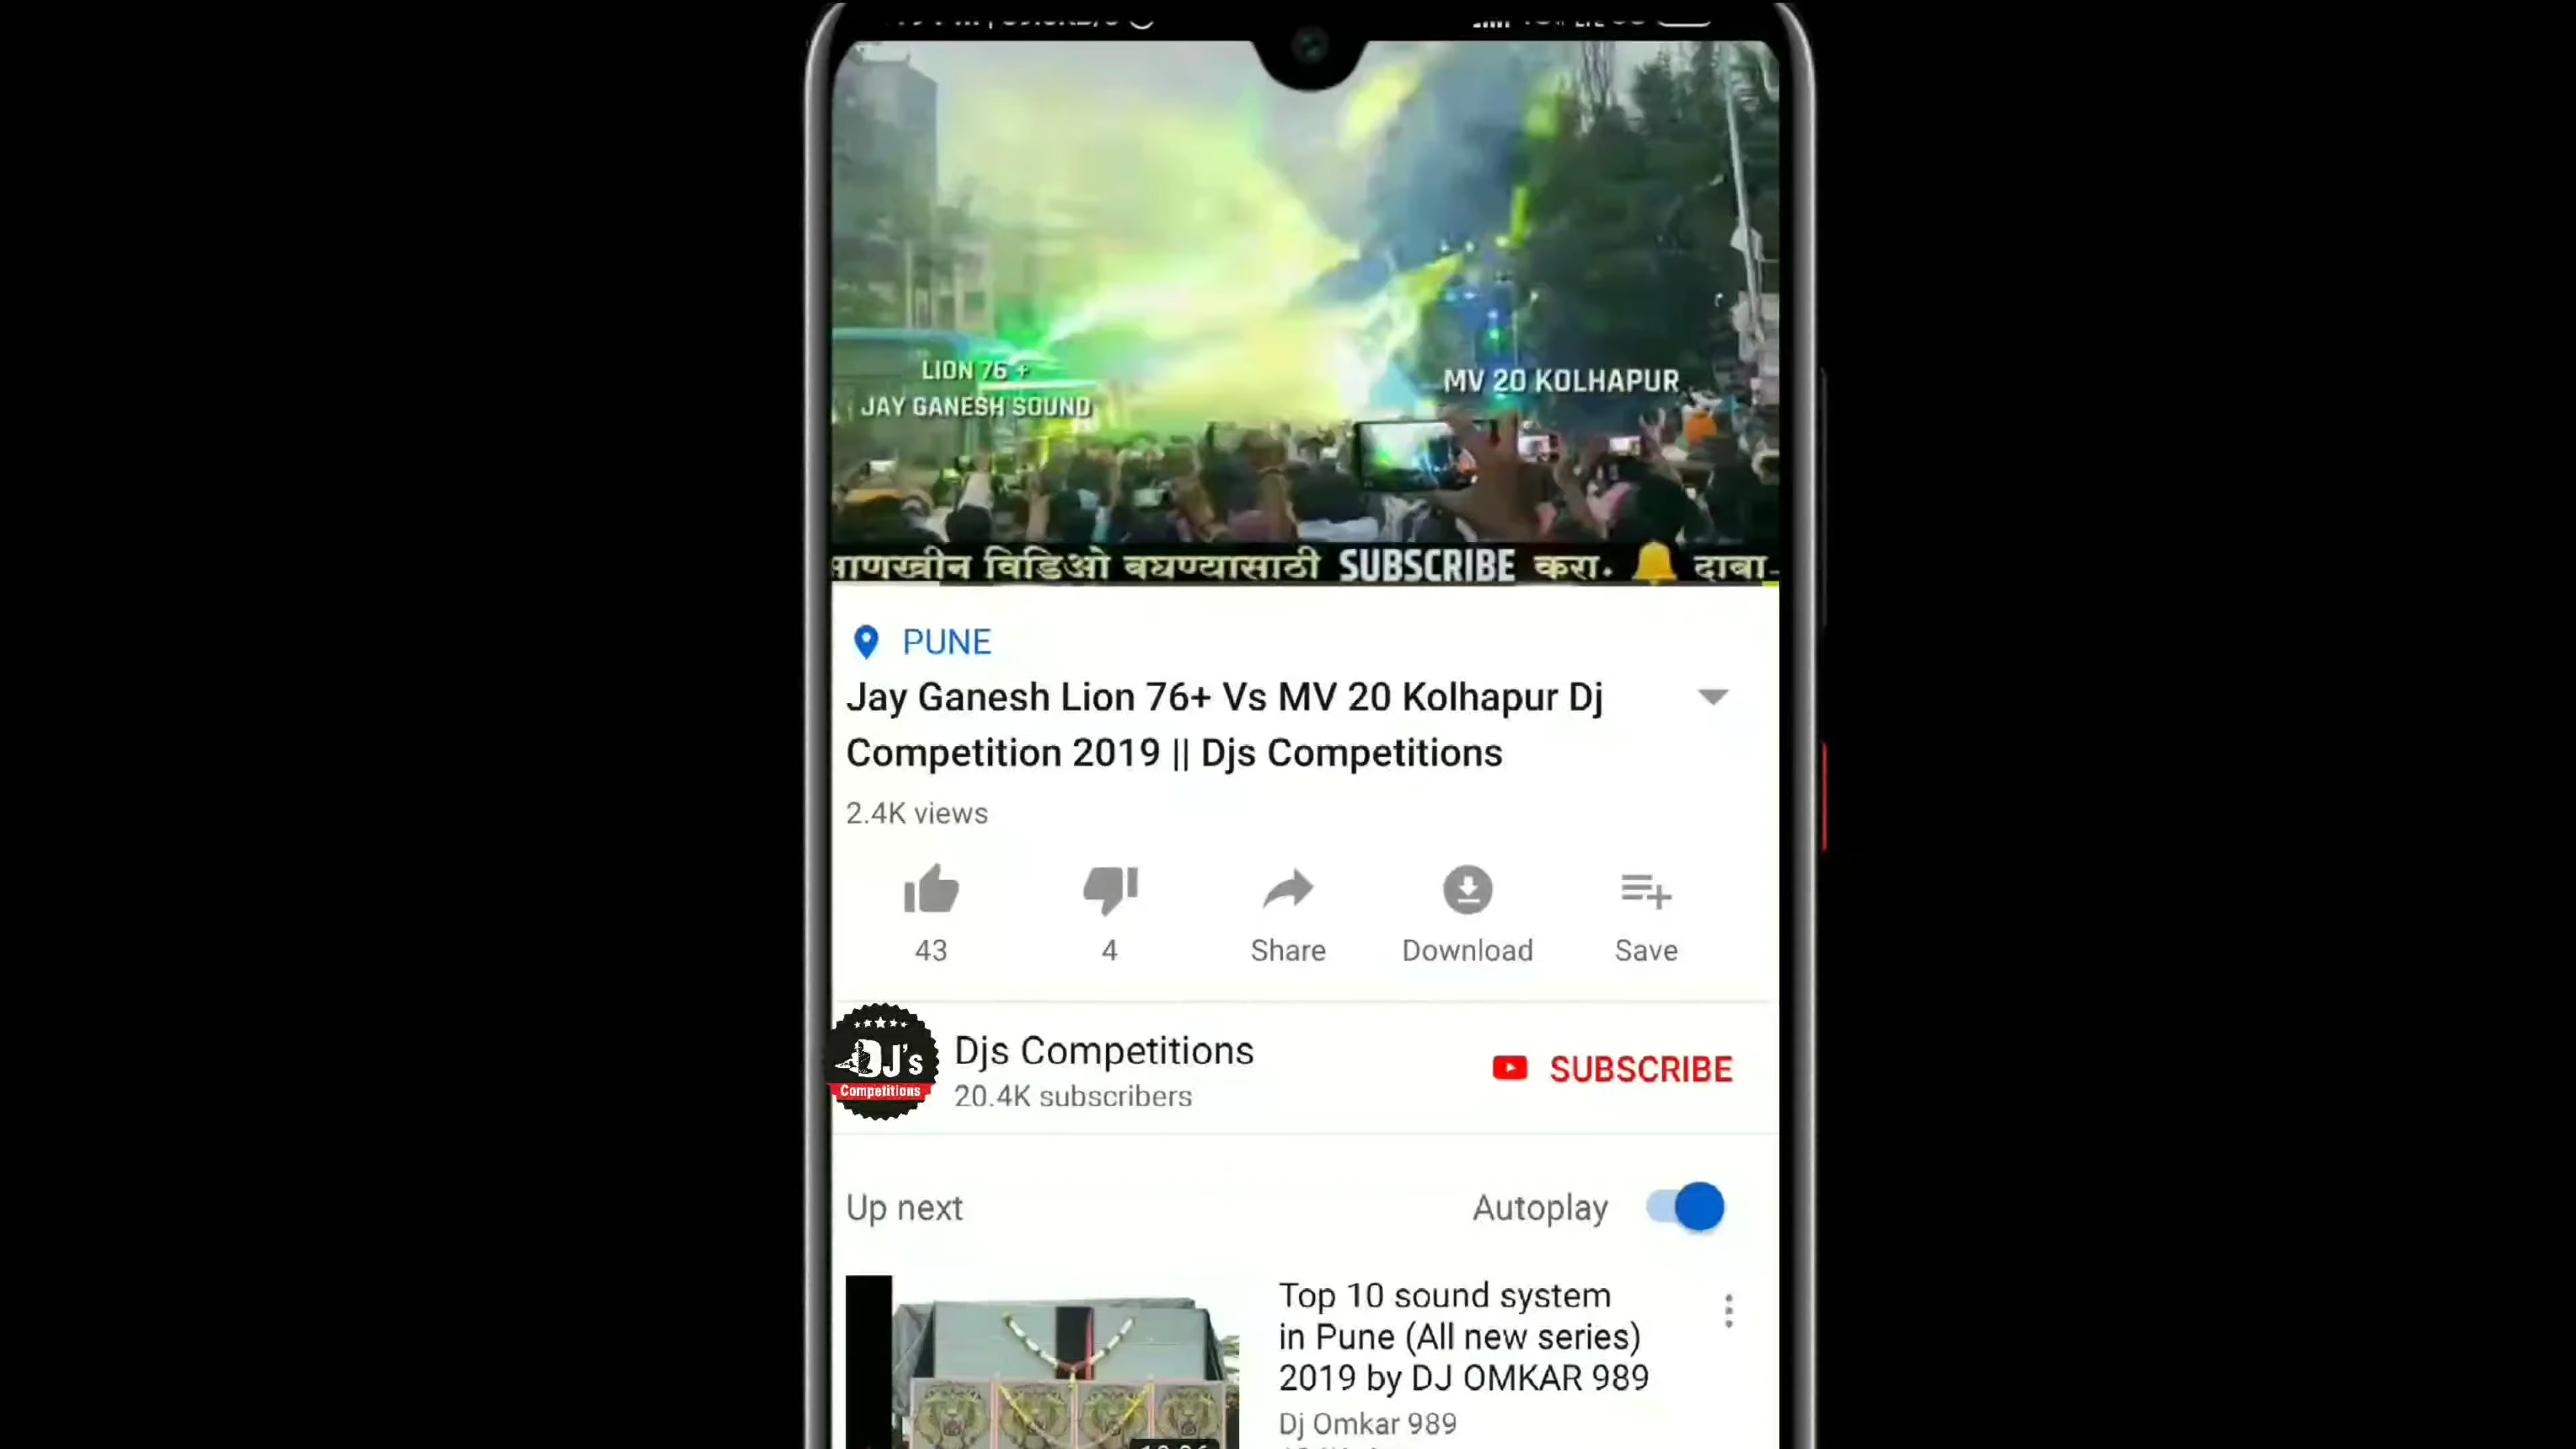 LION 76 +
JAY GANESH SOUND
MV 20 KOLHAPUR
विडिओ बघण्यासाठी SUBSCRIBE करा. दाबा
PUNE
Jay Ganesh Lion 76+ Vs MV 20 Kolhapur Dj
Competition 2019 || Djs Competitions
2.4K views
43
4
Share
Download
Save
DJ's
Competitions
Djs Competitions
20.4K subscribers
SUBSCRIBE
Up next
Autoplay
Top 10 sound system
in Pune (All new series)
2019 by DJ OMKAR 989
Dj Omkar 989